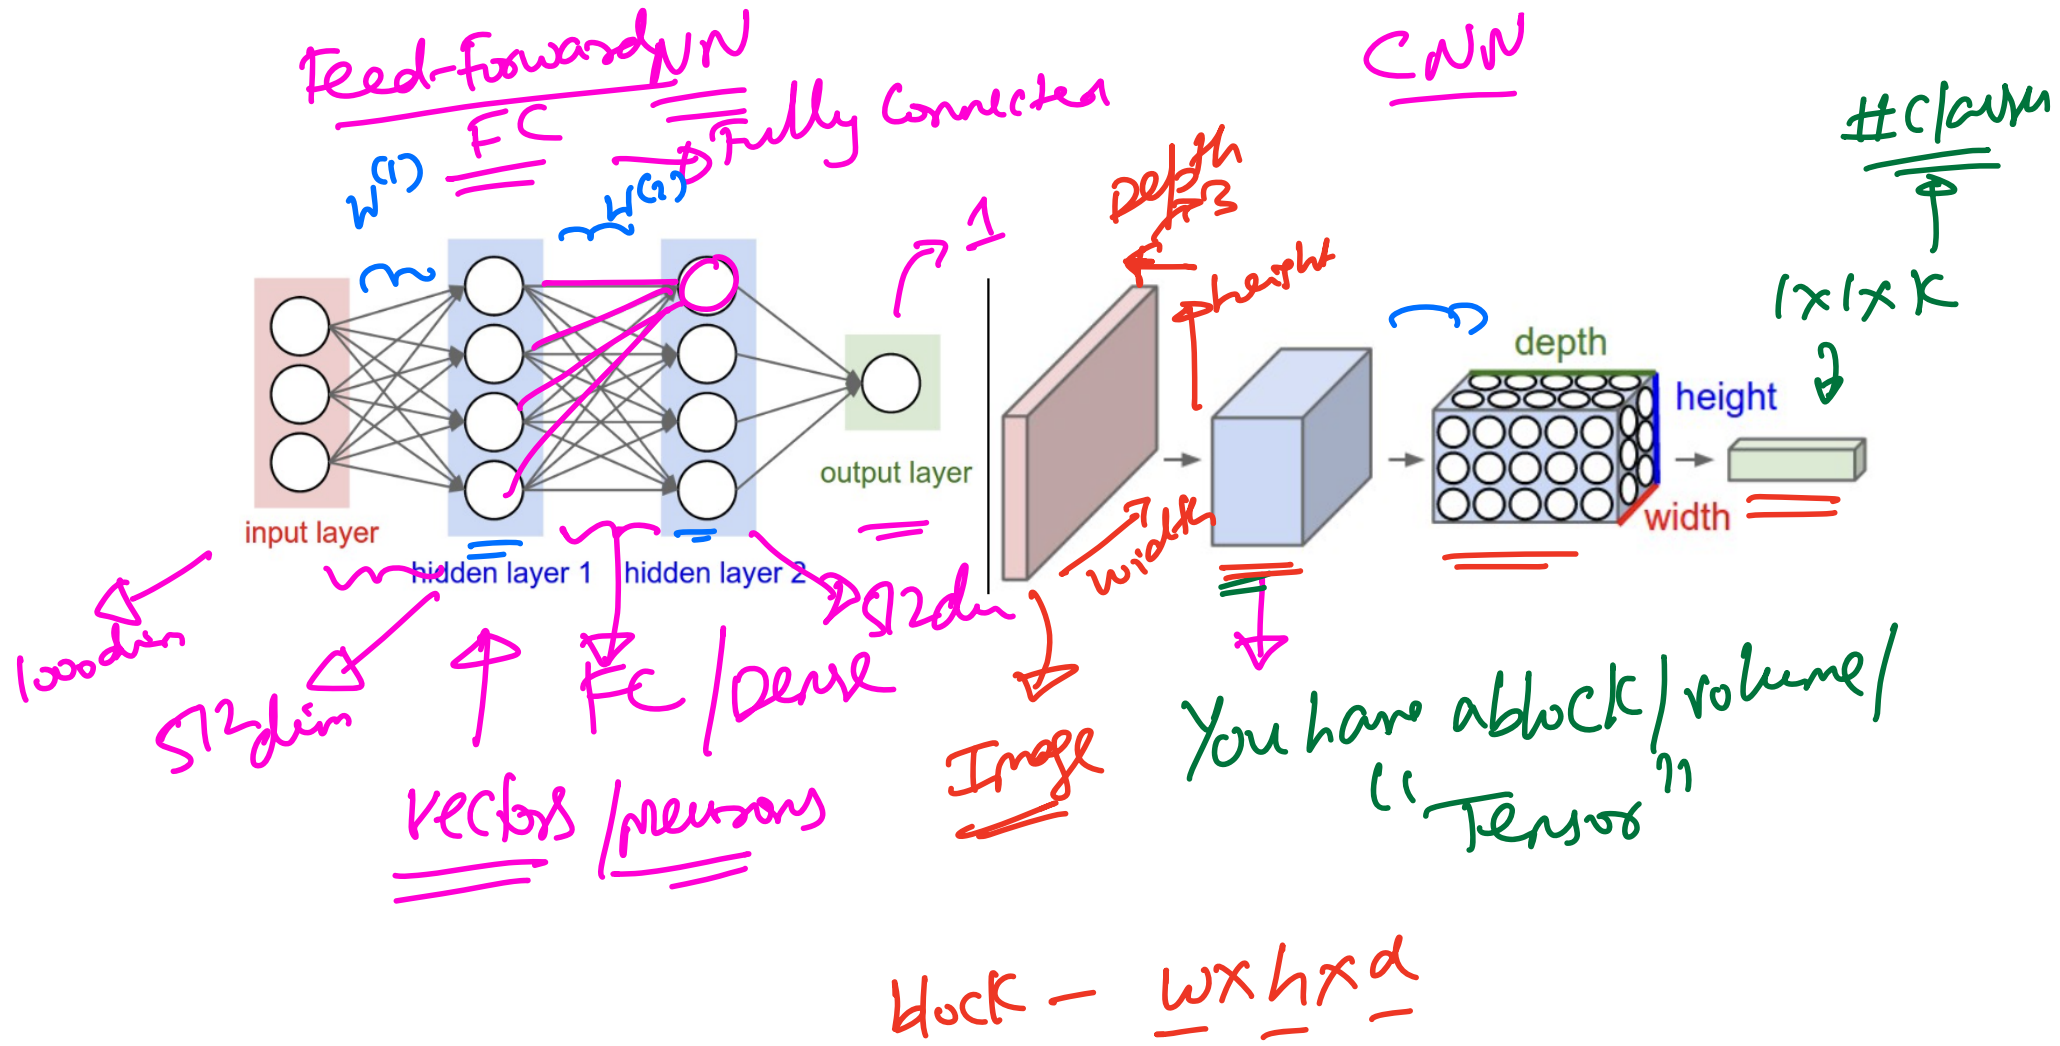 Feed-Forward NN
FC
Fully Connected
W(1)
W(2)
1
input layer
hidden layer 1
hidden layer 2
output layer
1000dim
512dim
512dim
FC / Dense
vectors / neurons
CNN
#Classes
Depth
=3
height
1x1xK
depth
height
width
width
Image
You have a block / volume /
"Tensor"
block - wxhxd